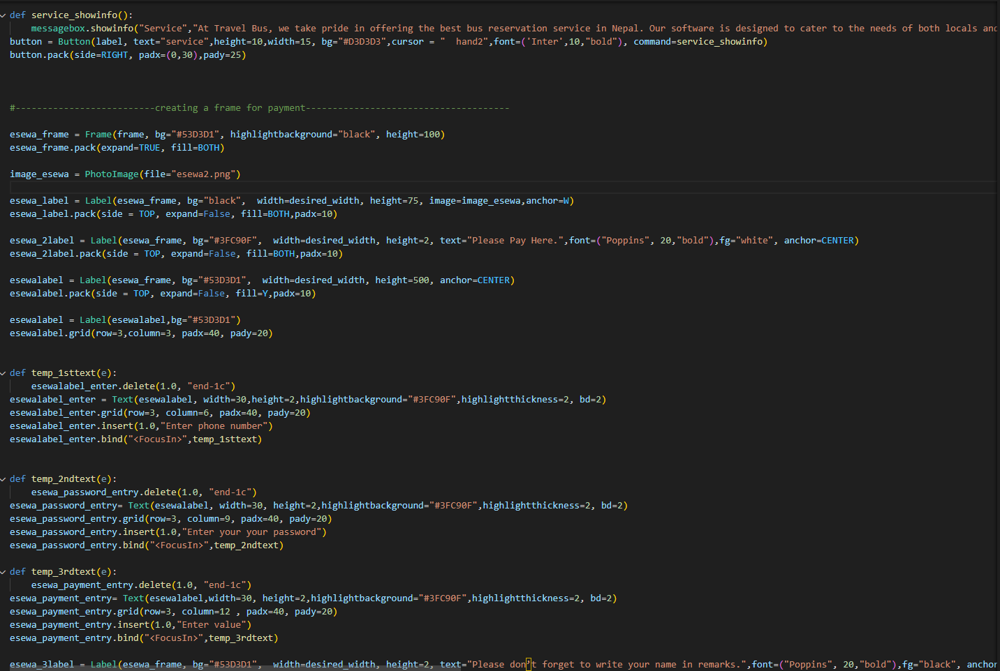 def service_showinfo():
    messagebox.showinfo("Service","At Travel Bus, we take pride in offering the best bus reservation service in Nepal. Our software is designed to cater to the needs of both locals and
button = Button(label, text="service",height=10,width=15, bg="#D3D3D3",cursor = "  hand2",font=('Inter',10,"bold"), command=service_showinfo)
button.pack(side=RIGHT, padx=(0,30),pady=25)
#--------------------------creating a frame for payment--------------------------------------
esewa_frame = Frame(frame, bg="#53D3D1", highlightbackground="black", height=100)
esewa_frame.pack(expand=TRUE, fill=BOTH)
image_esewa = PhotoImage(file="esewa2.png")
esewa_label = Label(esewa_frame, bg="black",  width=desired_width, height=75, image=image_esewa,anchor=W)
esewa_label.pack(side = TOP, expand=False, fill=BOTH,padx=10)
esewa_2label = Label(esewa_frame, bg="#3FC90F",  width=desired_width, height=2, text="Please Pay Here.",font=("Poppins", 20,"bold"),fg="white", anchor=CENTER)
esewa_2label.pack(side = TOP, expand=False, fill=BOTH,padx=10)
esewalabel = Label(esewa_frame, bg="#53D3D1",  width=desired_width, height=500, anchor=CENTER)
esewalabel.pack(side = TOP, expand=False, fill=Y,padx=10)
esewalabel = Label(esewalabel,bg="#53D3D1")
esewalabel.grid(row=3,column=3, padx=40, pady=20)
def temp_1sttext(e):
    esewalabel_enter.delete(1.0, "end-1c")
esewalabel_enter = Text(esewalabel, width=30,height=2,highlightbackground="#3FC90F",highlightthickness=2, bd=2)
esewalabel_enter.grid(row=3, column=6, padx=40, pady=20)
esewalabel_enter.insert(1.0,"Enter phone number")
esewalabel_enter.bind("<FocusIn>",temp_1sttext)
def temp_2ndtext(e):
    esewa_password_entry.delete(1.0, "end-1c")
esewa_password_entry= Text(esewalabel, width=30, height=2,highlightbackground="#3FC90F",highlightthickness=2, bd=2)
esewa_password_entry.grid(row=3, column=9, padx=40, pady=20)
esewa_password_entry.insert(1.0,"Enter your your password")
esewa_password_entry.bind("<FocusIn>",temp_2ndtext)
def temp_3rdtext(e):
    esewa_payment_entry.delete(1.0, "end-1c")
esewa_payment_entry= Text(esewalabel,width=30, height=2,highlightbackground="#3FC90F",highlightthickness=2, bd=2)
esewa_payment_entry.grid(row=3, column=12 , padx=40, pady=20)
esewa_payment_entry.insert(1.0,"Enter value")
esewa_payment_entry.bind("<FocusIn>",temp_3rdtext)
esewa_3label = Label(esewa_frame, bg="#53D3D1",  width=desired_width, height=2, text="Please don’t forget to write your name in remarks.",font=("Poppins", 20,"bold"),fg="black", anchor